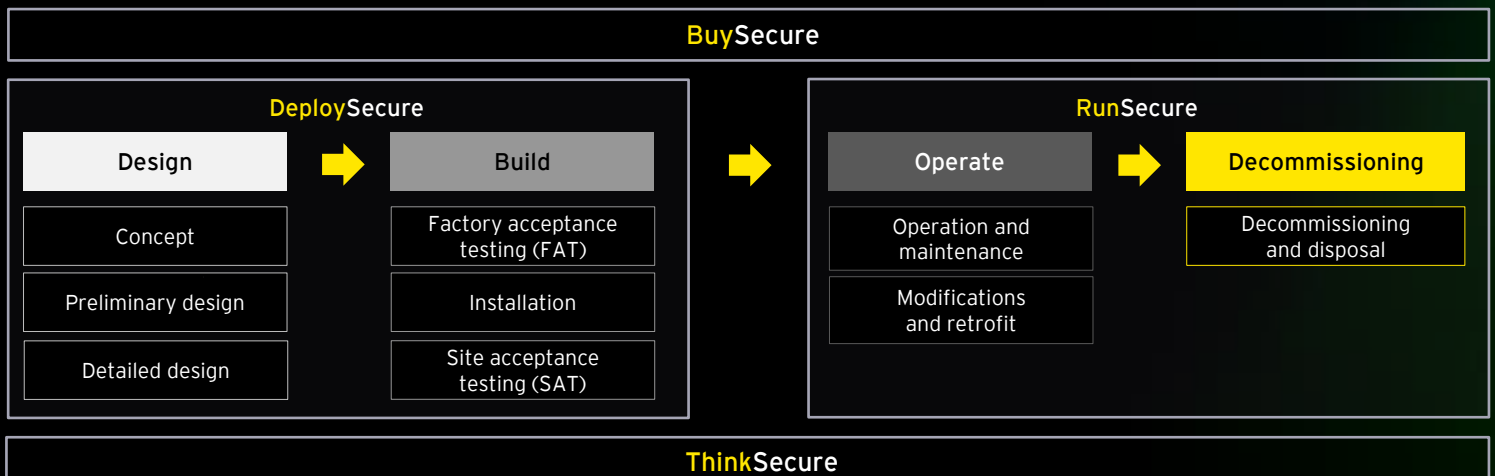 BuySecure
DeploySecure
Design
Build
Concept
Preliminary design
Detailed design
Factory acceptance
testing (FAT)
Installation
Site acceptance
testing (SAT)
RunSecure
Operate
Decommissioning
Operation and
maintenance
Modifications
and retrofit
Decommissioning
and disposal
ThinkSecure